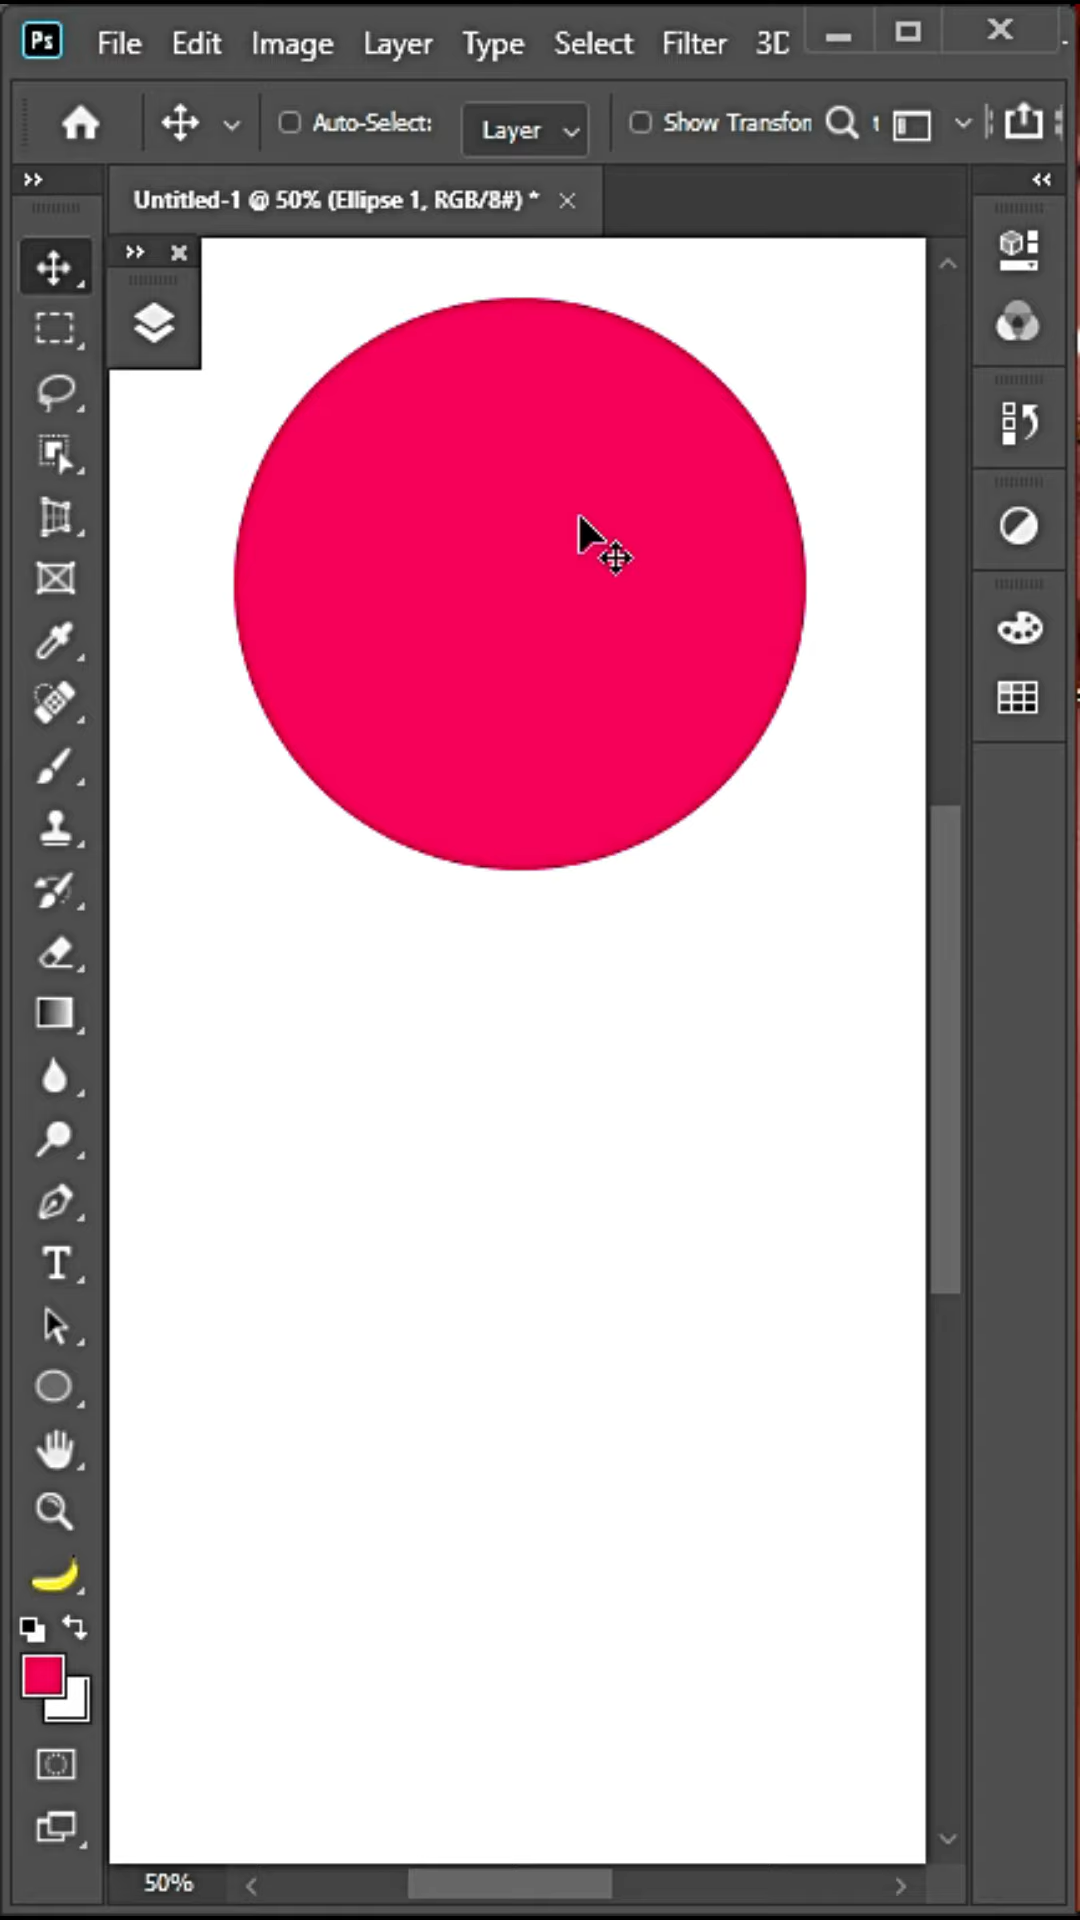 Ps File Edit Image Layer Type Select Filter 3D
Auto-Select: Layer Show Transfor t
Untitled-1 @ 50% (Ellipse 1, RGB/8#) *
T
50%